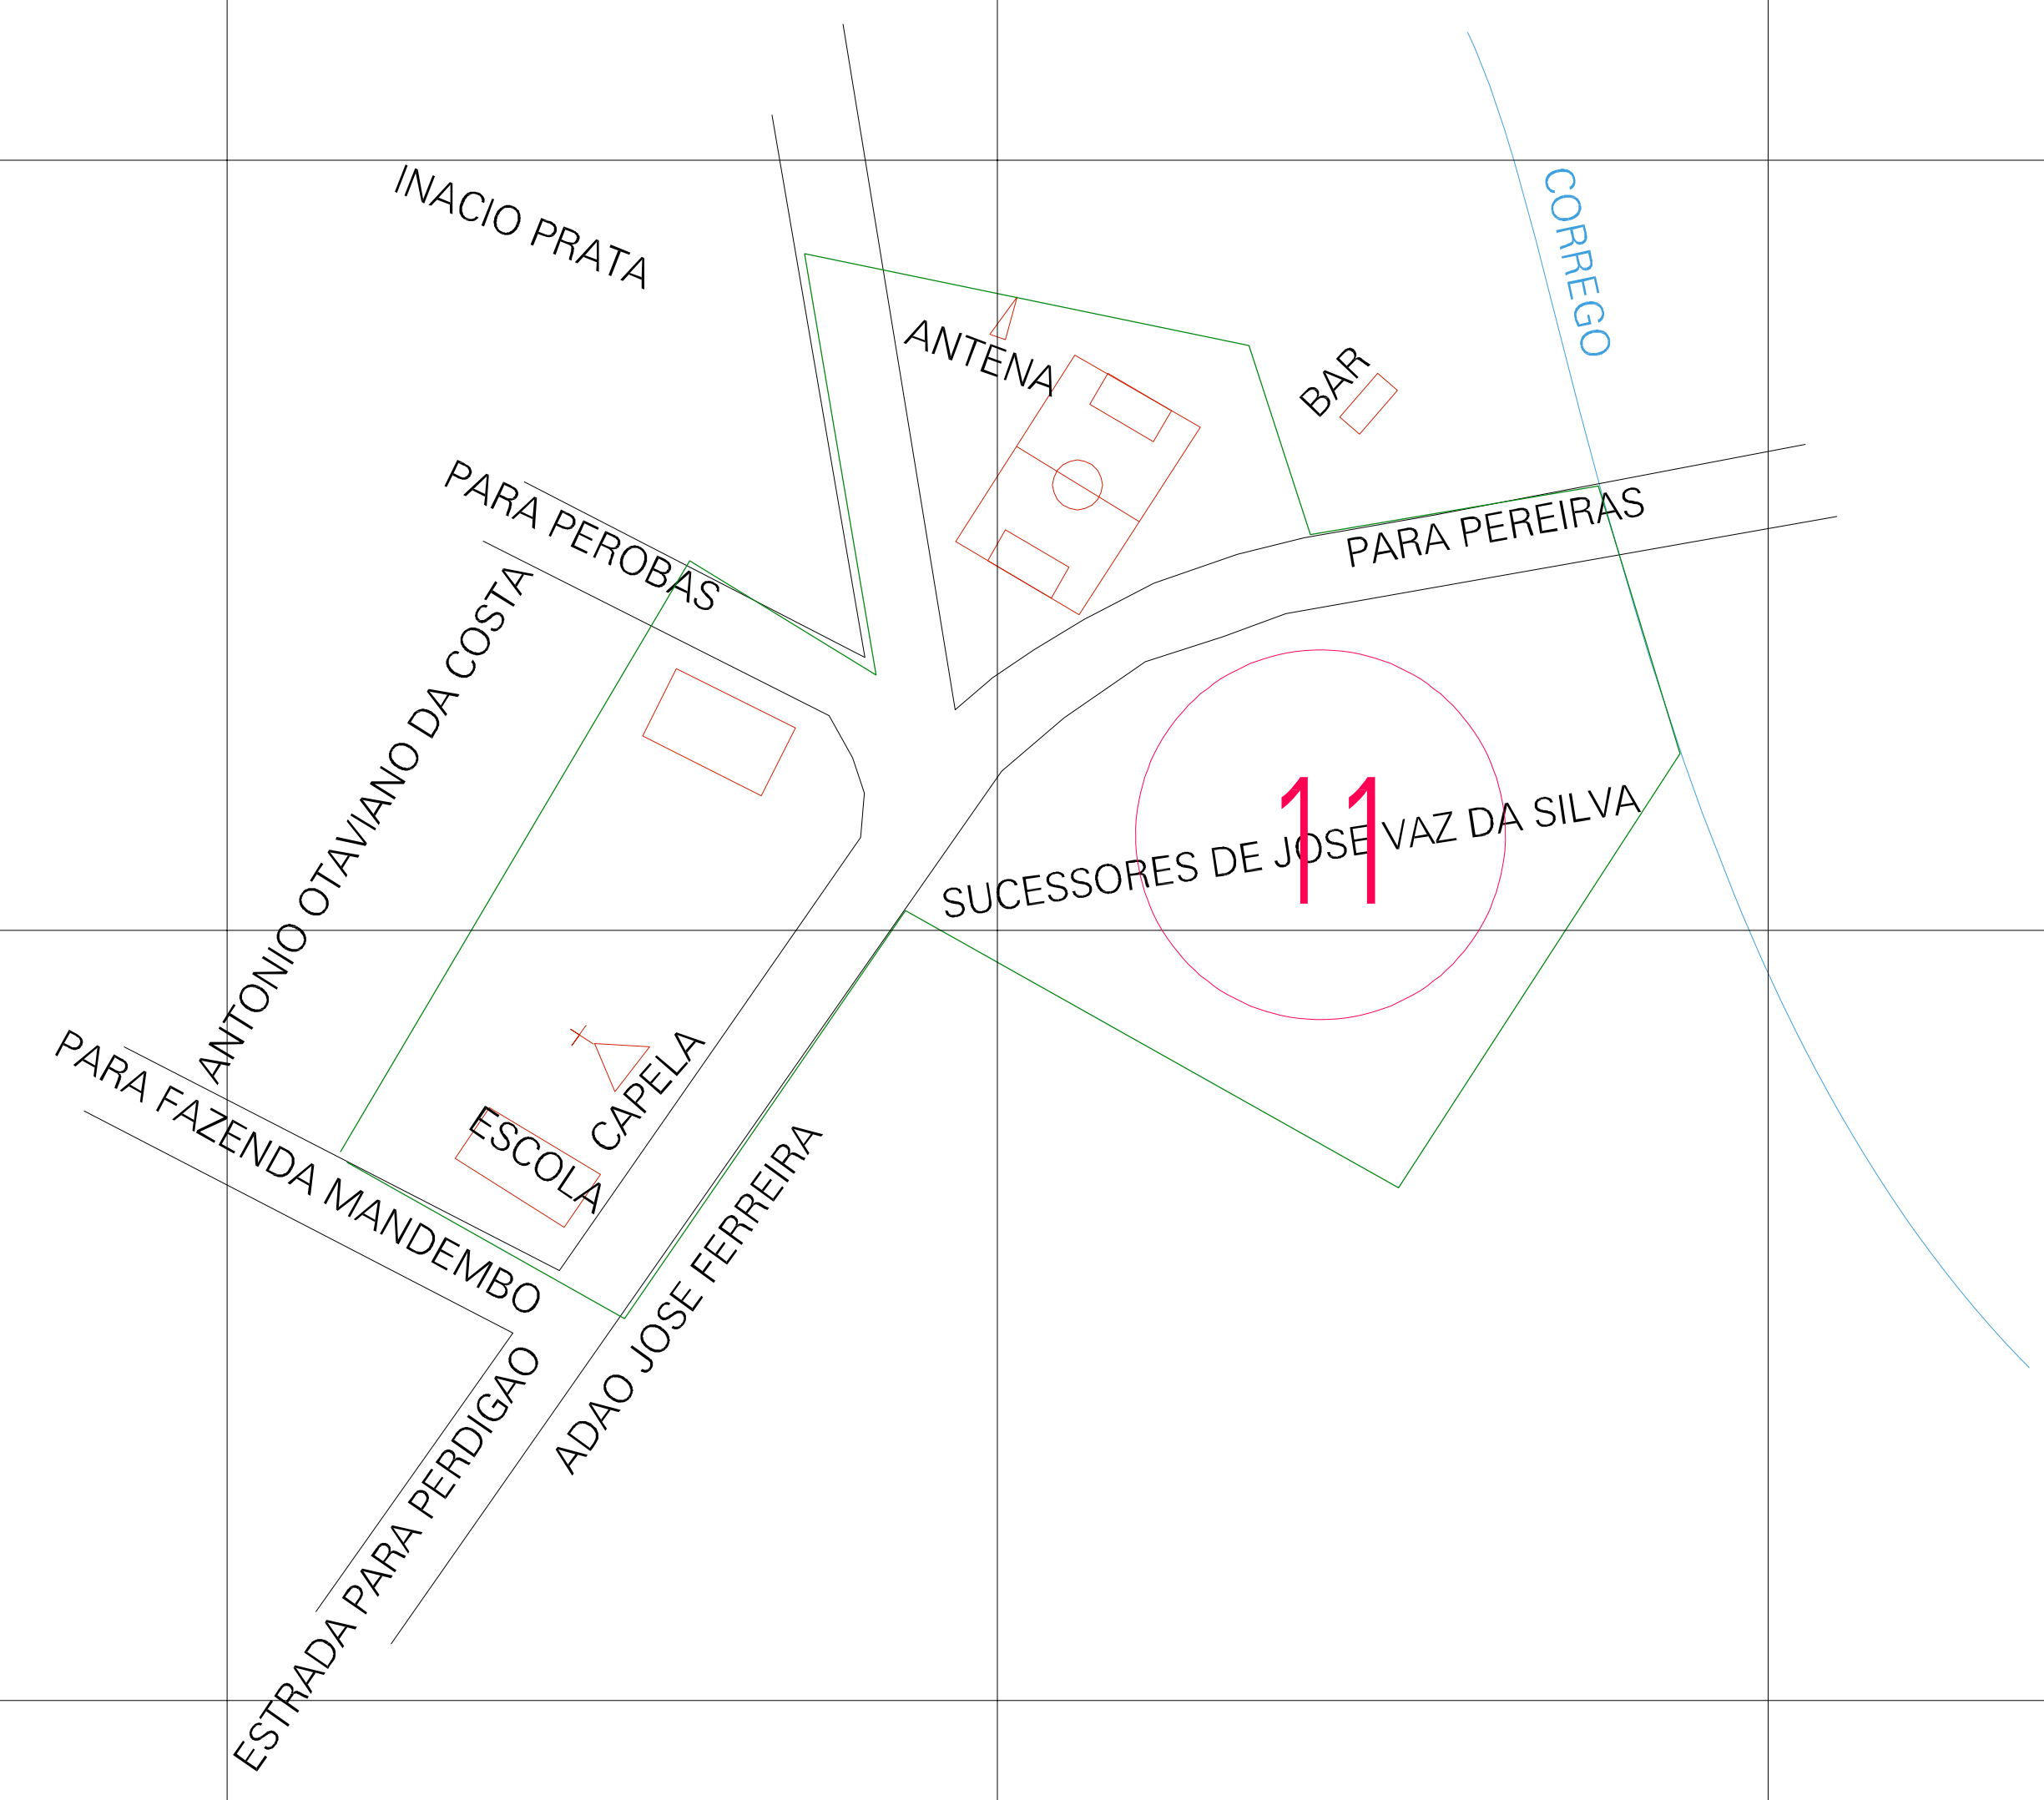 INACIO PRATA
CORREGO
ANTENA
BAR
PARA PEROBAS
PARA PEREIRAS
ANTONIO OTAVIANO DA COSTA
11
SUCESSORES DE JOSE VAZ DA SILVA
PARA FAZENDA MANDEMBO
CAPELA
ESCOLA
ADAO JOSE FERREIRA
ESTRADA PARA PERDIGAO